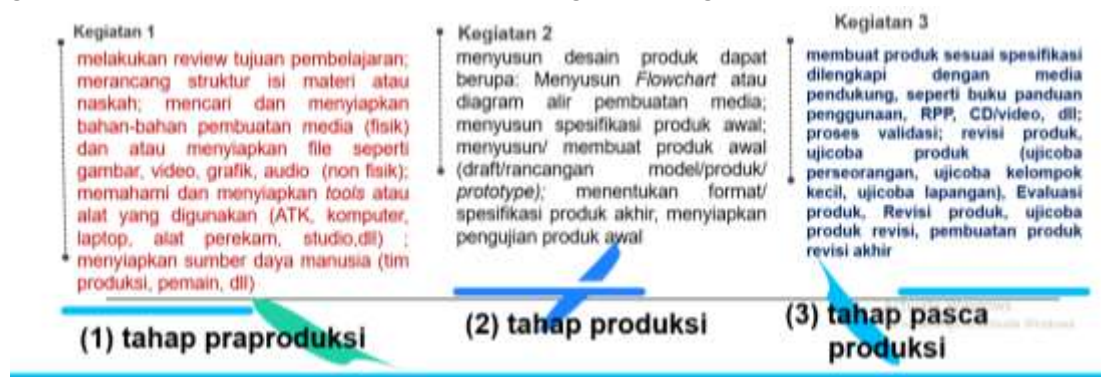 Kegiatan 1
melakukan review tujuan pembelajaran;
merancang struktur isi materi atau
naskah; mencari dan menyiapkan
bahan-bahan pembuatan media (fisik)
dan atau menyiapkan file seperti
gambar, video, grafik, audio (non fisik);
memahami dan menyiapkan tools atau
alat yang digunakan (ATK, komputer,
laptop, alat perekam, studio,dll) ;
menyiapkan sumber daya manusia (tim
produksi, pemain, dll)
(1) tahap praproduksi
Kegiatan 2
menyusun desain produk dapat
berupa: Menyusun Flowchart atau
diagram alir pembuatan media;
menyusun spesifikasi produk awal;
menyusun/ membuat produk awal
(draft/rancangan model/produk/
prototype); menentukan format/
spesifikasi produk akhir, menyiapkan
pengujian produk awal
(2) tahap produksi
Kegiatan 3
membuat produk sesuai spesifikasi
dilengkapi dengan media
pendukung, seperti buku panduan
penggunaan, RPP, CD/video, dll;
proses validasi; revisi produk,
ujicoba produk (ujicoba
perseorangan, ujicoba kelompok
kecil, ujicoba lapangan), Evaluasi
produk, Revisi produk, ujicoba
produk revisi, pembuatan produk
revisi akhir
(3) tahap pasca
produksi